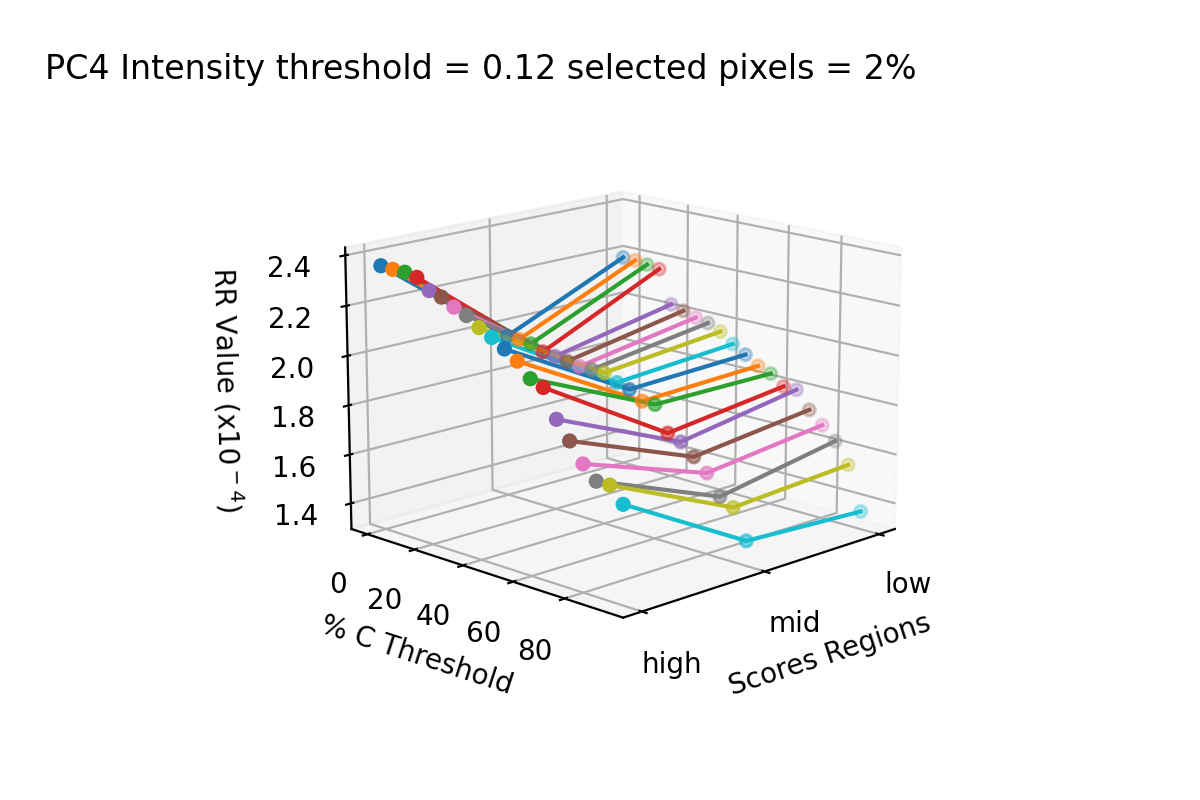 PC4 Intensity threshold = 0.12 selected pixels = 2%
RR Value (x10⁻⁴)
2.4
2.2
2.0
1.8
1.6
1.4
0
20
40
60
80
% C Threshold
high
mid
low
Scores Regions